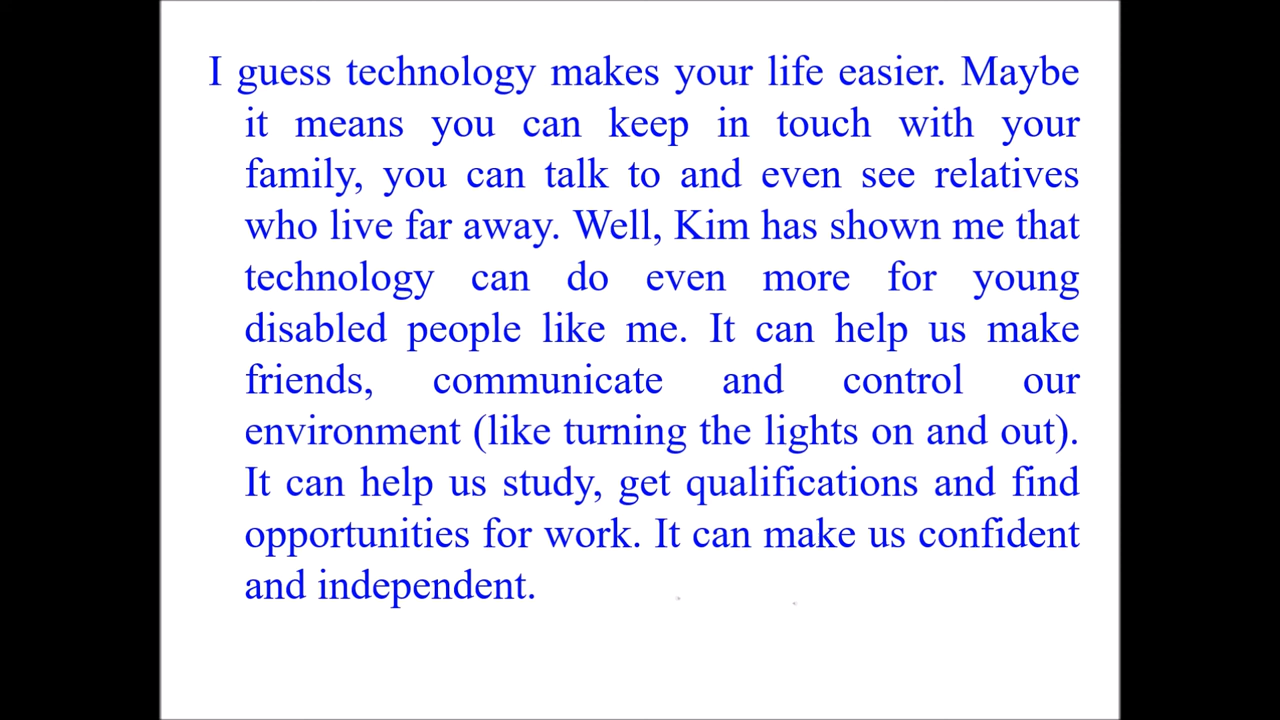 I guess technology makes your life easier. Maybe
it means you can keep in touch with your
family, you can talk to and even see relatives
who live far away. Well, Kim has shown me that
technology can do even more for young
disabled people like me. It can help us make
friends, communicate and control our
environment (like turning the lights on and out).
It can help us study, get qualifications and find
opportunities for work. It can make us confident
and independent.